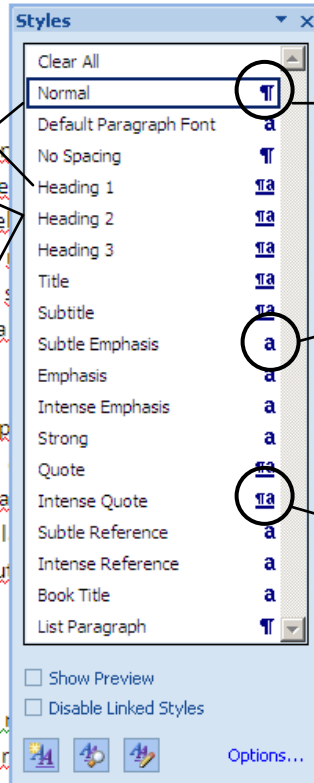 Styles
Clear All
Normal ¶
Default Paragraph Font a
No Spacing ¶
Heading 1 ¶a
Heading 2 ¶a
Heading 3 ¶a
Title ¶a
Subtitle ¶a
Subtle Emphasis a
Emphasis a
Intense Emphasis a
Strong a
Quote ¶a
Intense Quote ¶a
Subtle Reference a
Intense Reference a
Book Title a
List Paragraph ¶
Show Preview
Disable Linked Styles
Options...